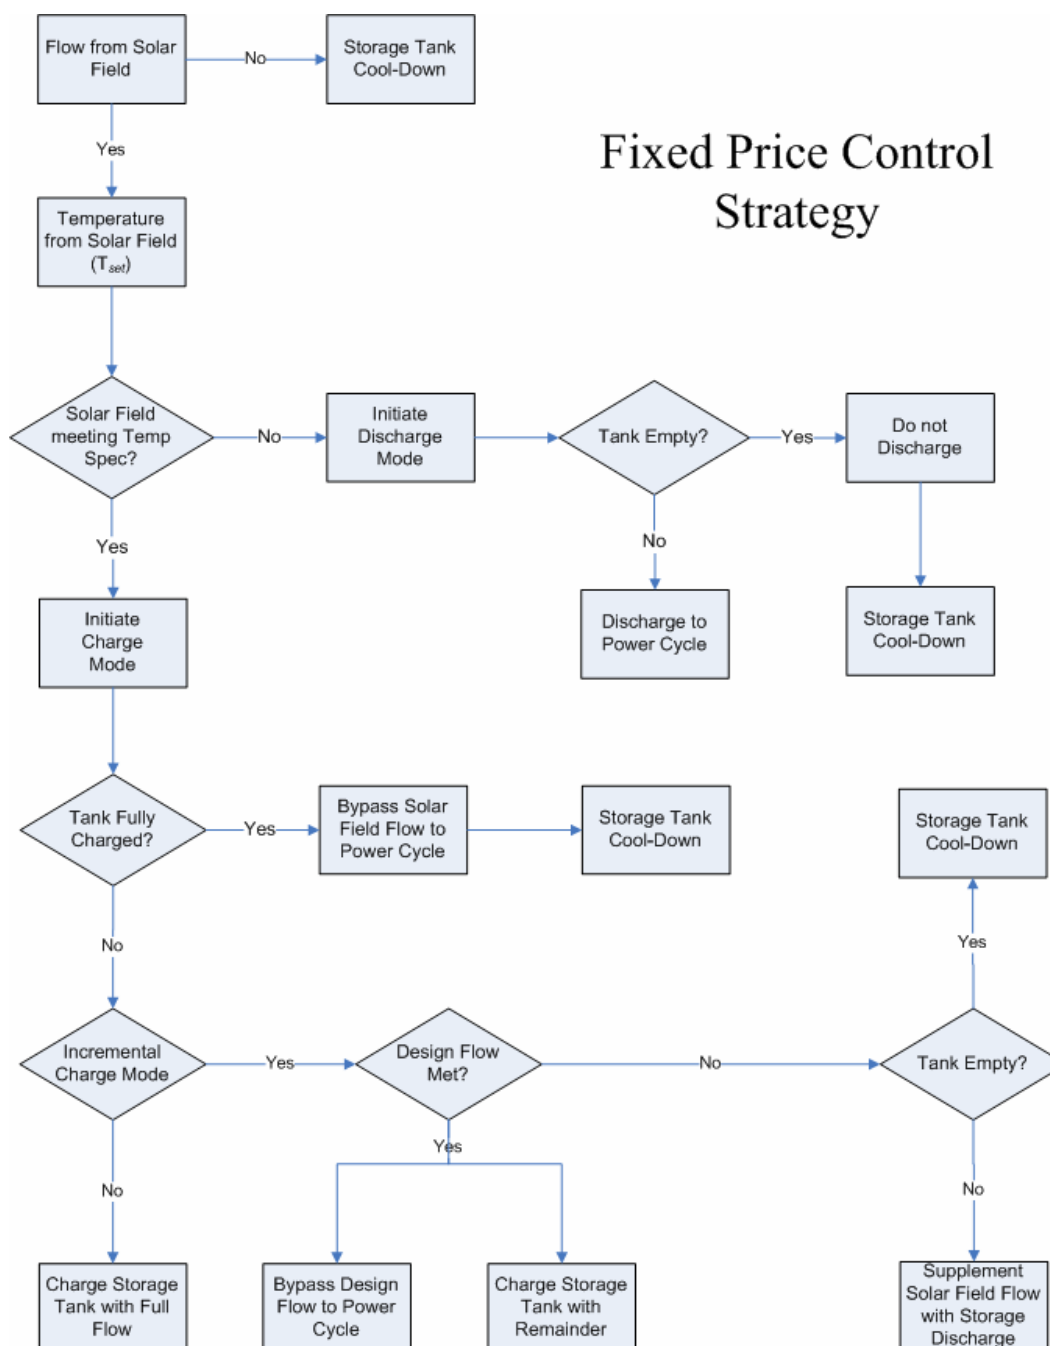 Flow from Solar
Field
No
Storage Tank
Cool-Down
Yes
Fixed Price Control
Strategy
Temperature
from Solar Field
(Tset)
Solar Field
meeting Temp
Spec?
No
Initiate
Discharge
Mode
Tank Empty?
Yes
Do not
Discharge
Yes
No
Initiate
Charge
Mode
Discharge to
Power Cycle
Storage Tank
Cool-Down
Tank Fully
Charged?
Yes
Bypass Solar
Field Flow to
Power Cycle
Storage Tank
Cool-Down
Storage Tank
Cool-Down
No
Yes
Incremental
Charge Mode
Yes
Design Flow
Met?
No
Tank Empty?
No
Yes
No
Charge Storage
Tank with Full
Flow
Bypass Design
Flow to Power
Cycle
Charge Storage
Tank with
Remainder
Supplement
Solar Field Flow
with Storage
Discharge